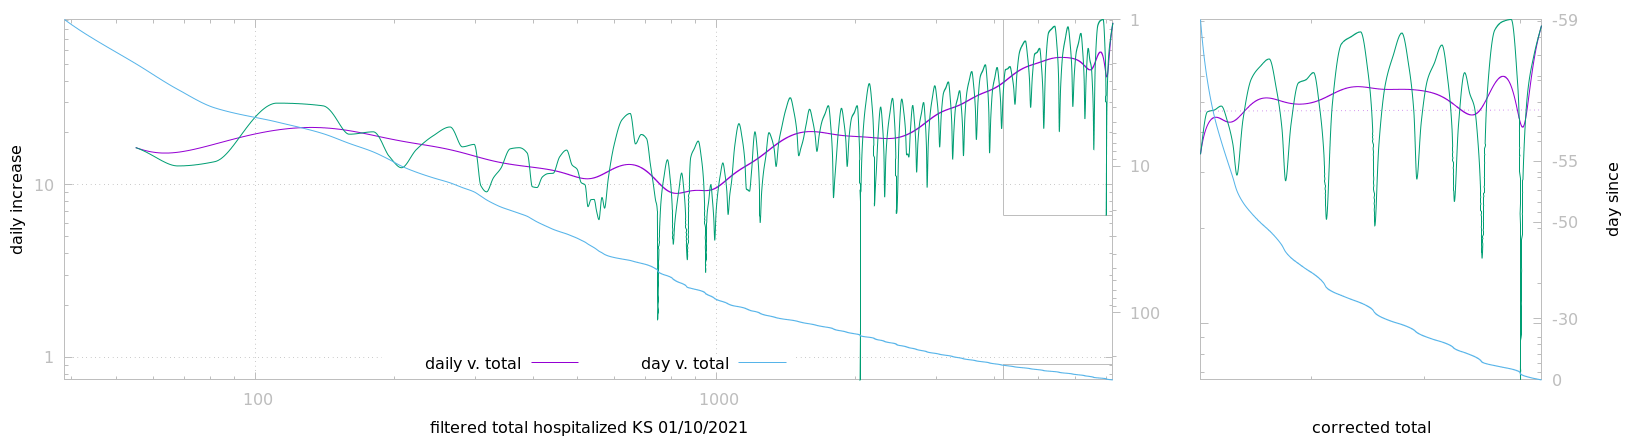 1
-59
daily increase
10
10
-55
day since
-50
100
-30
1
daily v. total
day v. total
0
100
1000
filtered total hospitalized KS 01/10/2021
corrected total